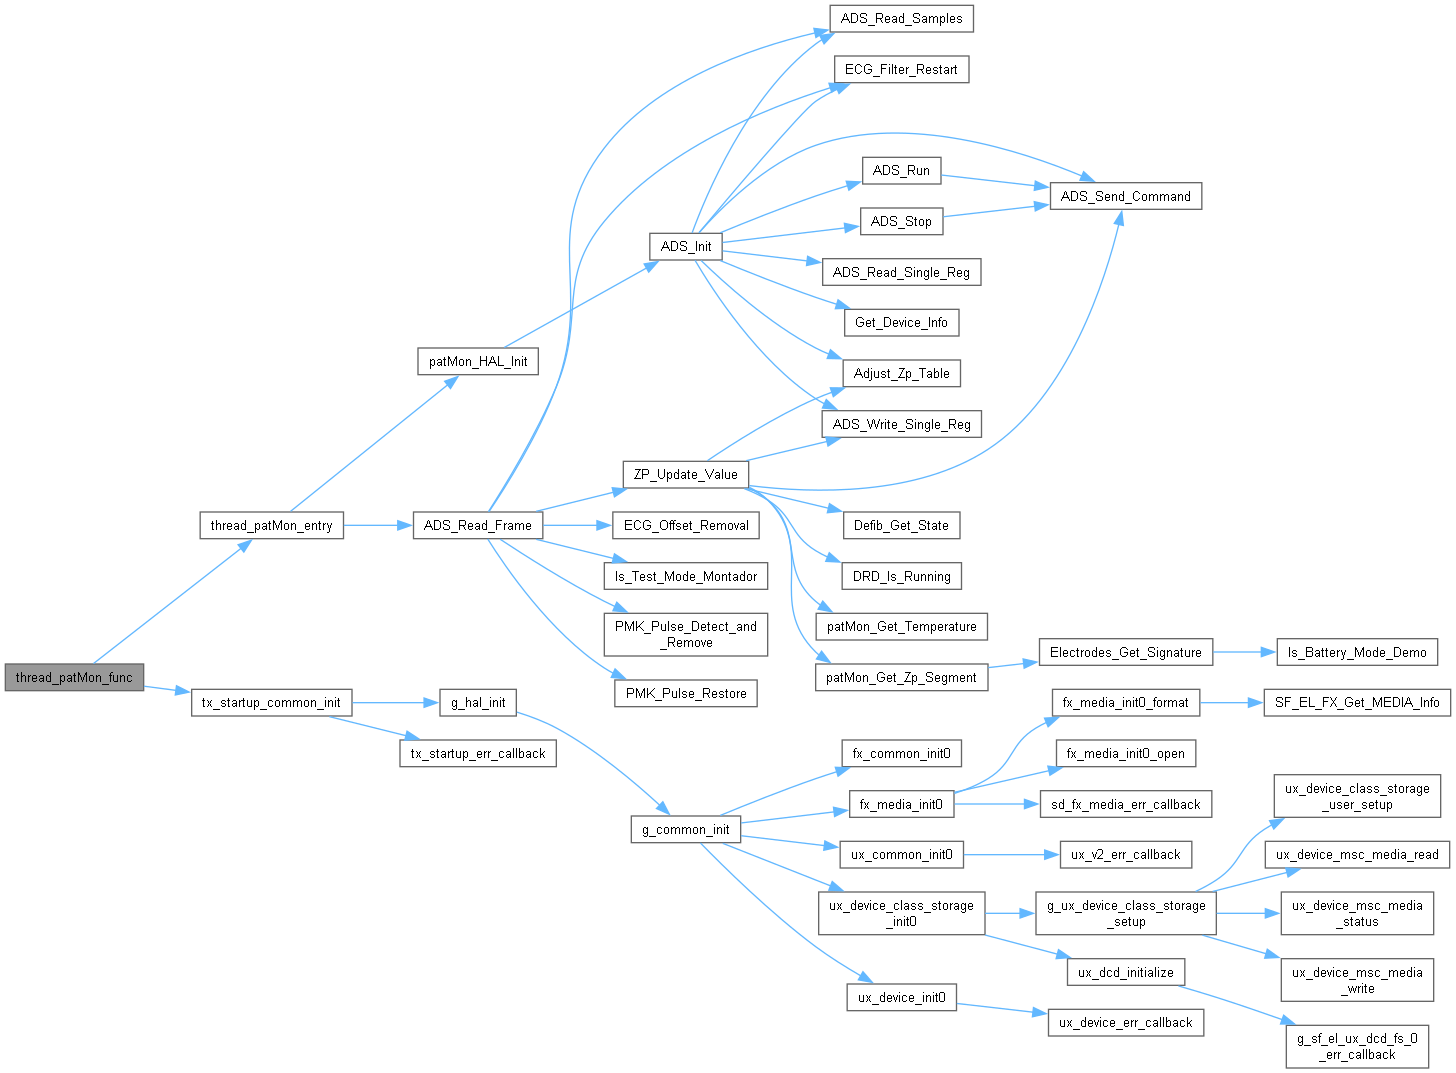 ADS_Read_Samples
ECG_Filter_Restart
ADS_Run
ADS_Send_Command
ADS_Stop
ADS_Init
ADS_Read_Single_Reg
Get_Device_Info
patMon_HAL_Init
Adjust_Zp_Table
ADS_Write_Single_Reg
ZP_Update_Value
thread_patMon_entry
ADS_Read_Frame
ECG_Offset_Removal
Defib_Get_State
Is_Test_Mode_Montador
DRD_Is_Running
PMK_Pulse_Detect_and
_Remove
patMon_Get_Temperature
Electrodes_Get_Signature
Is_Battery_Mode_Demo
thread_patMon_func
patMon_Get_Zp_Segment
PMK_Pulse_Restore
tx_startup_common_init
g_hal_init
fx_media_init0_format
SF_EL_FX_Get_MEDIA_Info
tx_startup_err_callback
fx_common_init0
fx_media_init0_open
fx_media_init0
sd_fx_media_err_callback
ux_device_class_storage
_user_setup
g_common_init
ux_common_init0
ux_v2_err_callback
ux_device_msc_media_read
ux_device_class_storage
_init0
g_ux_device_class_storage
_setup
ux_device_msc_media
_status
ux_dcd_initialize
ux_device_msc_media
_write
ux_device_init0
ux_device_err_callback
g_sf_el_ux_dcd_fs_0
_err_callback